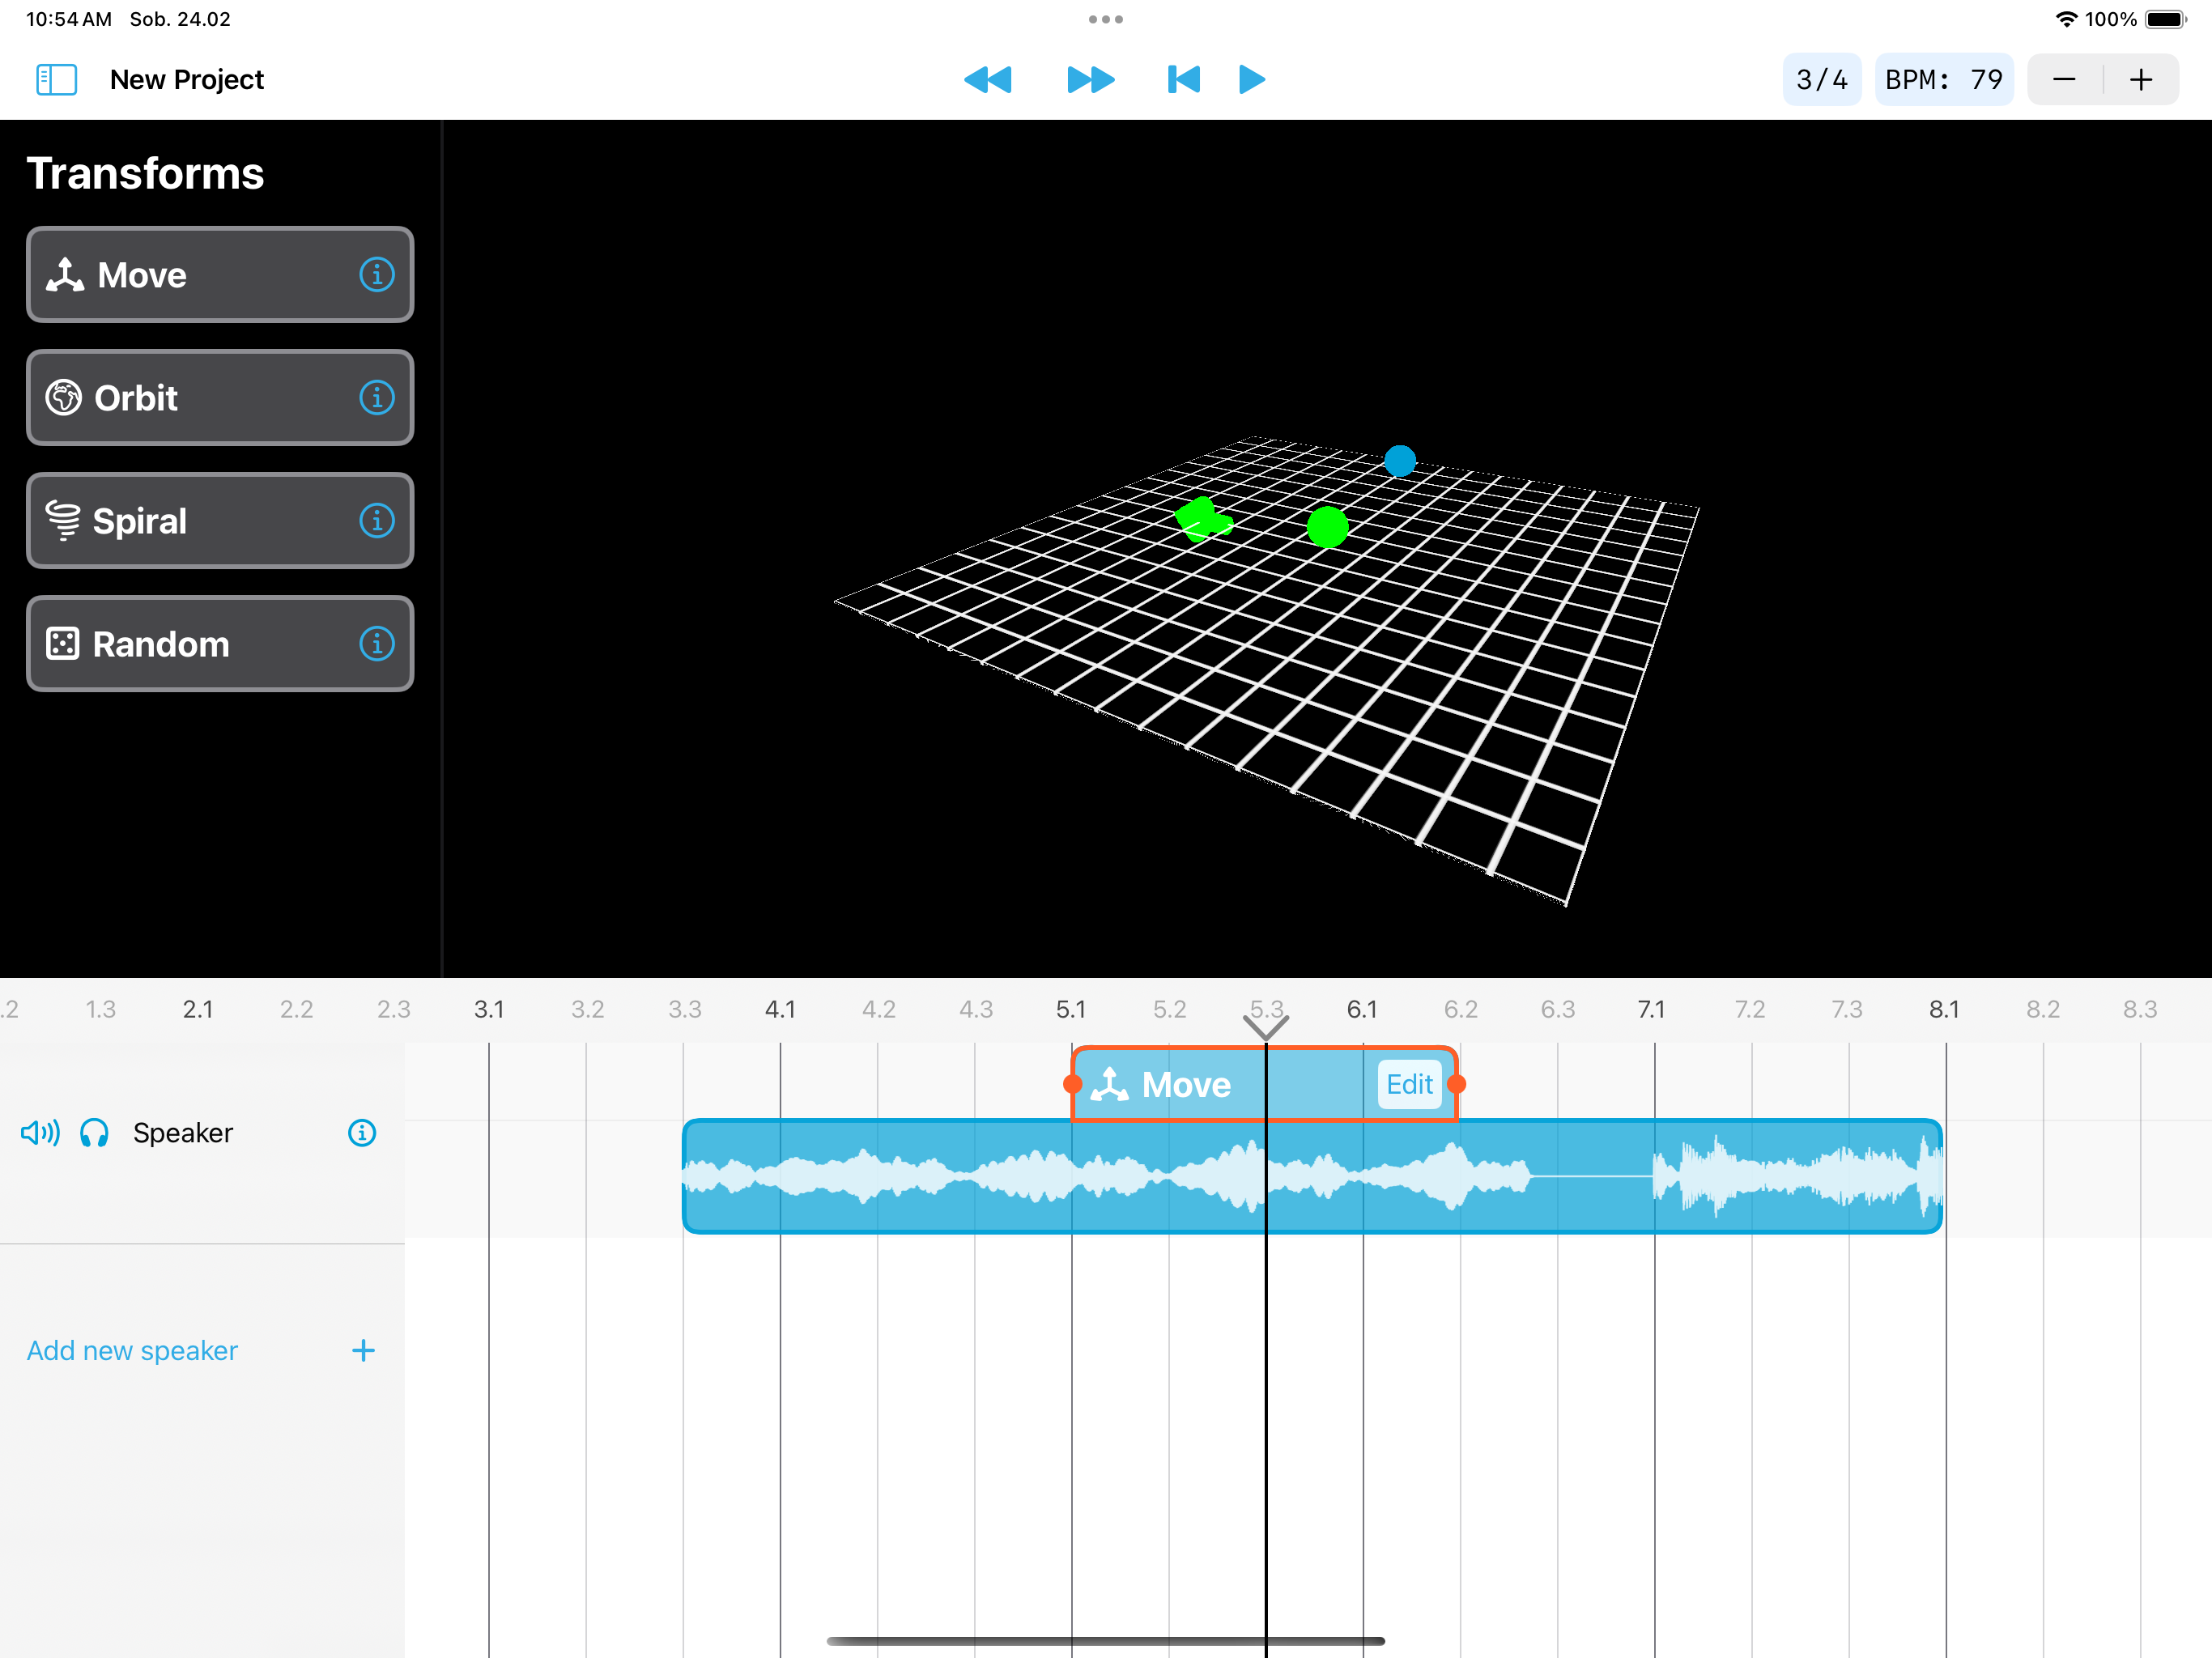 10:54 AM Sob. 24.02
100%
New Project
3/4 BPM: 79
Transforms
Move
Orbit
Spiral
Random
.2 1.3 2.1 2.2 2.3 3.1 3.2 3.3 4.1 4.2 4.3 5.1 5.2 5.3 6.1 6.2 6.3 7.1 7.2 7.3 8.1 8.2 8.3
Move Edit
Speaker
Add new speaker